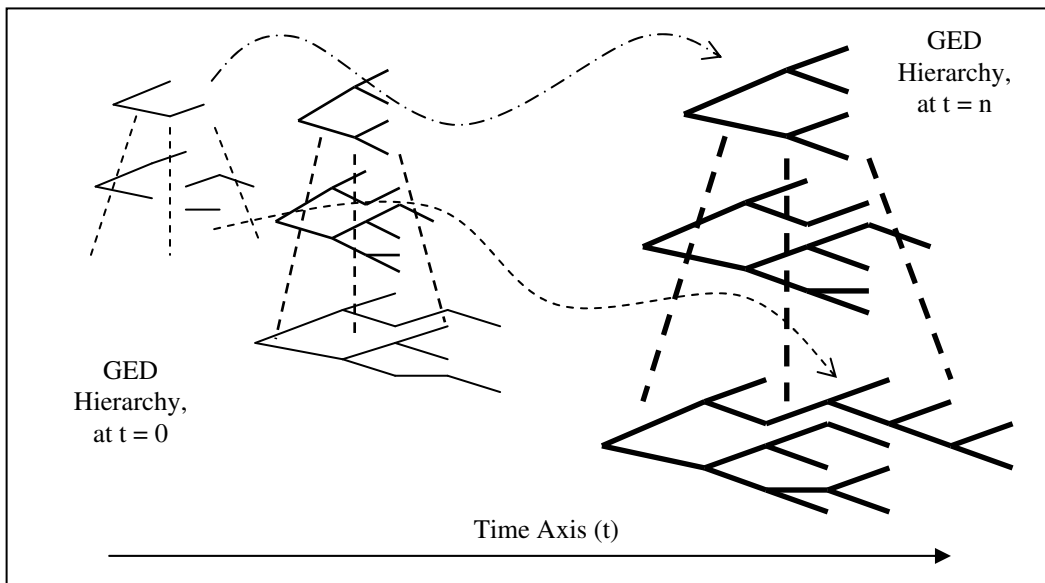 GED
Hierarchy,
at t = n
GED
Hierarchy,
at t = 0
Time Axis (t)